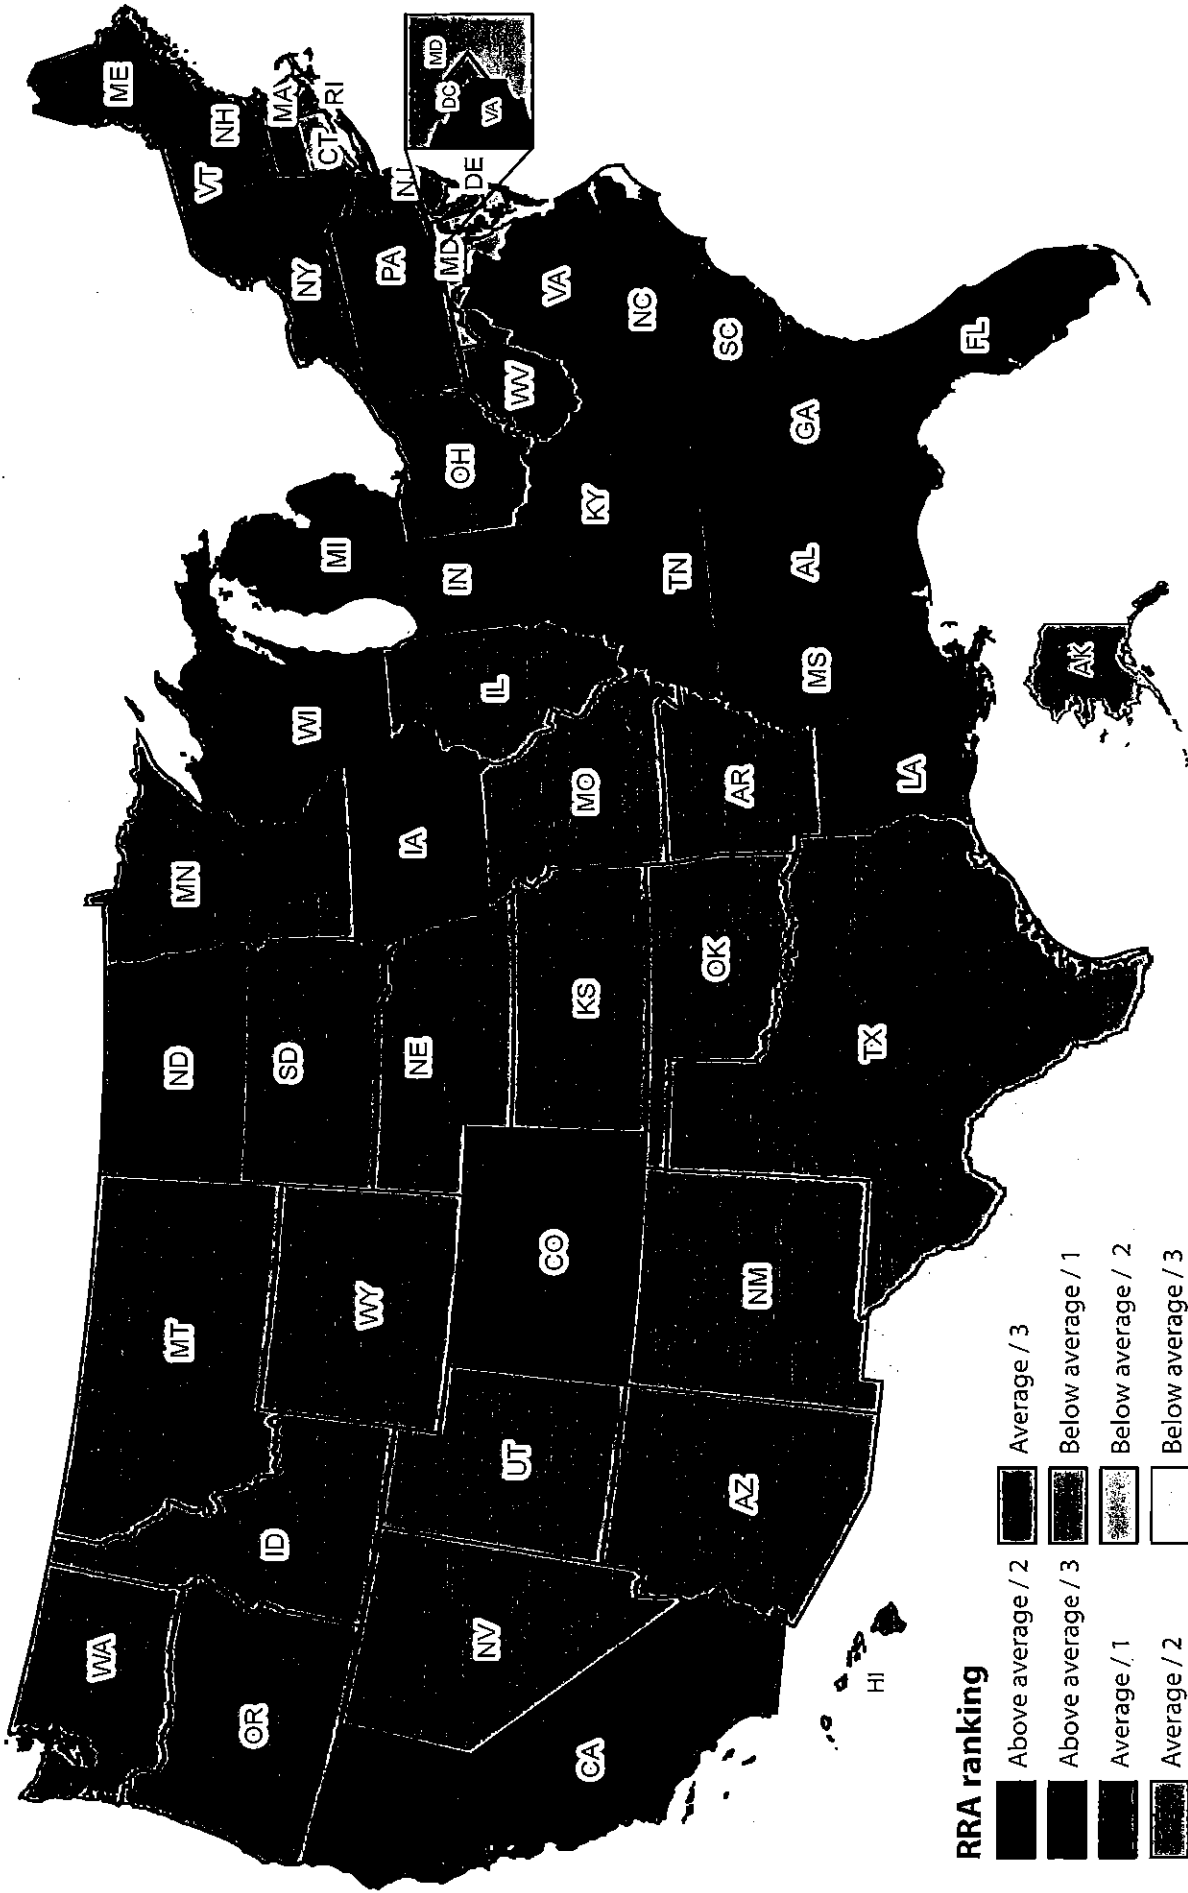 WA
OR
CA
NV
ID
MT
WY
UT
AZ
CO
NM
ND
SD
NE
KS
OK
TX
MN
IA
MO
AR
LA
WI
IL
MI
IN
OH
KY
TN
MS
AL
GA
FL
SC
NC
VA
WV
PA
NY
VT
NH
ME
MA
RI
CT
NJ
DE
MD
MD
DC
VA
AK
HI
RRA ranking
Above average / 2
Above average / 3
Average / 1
Average / 2
Average / 3
Below average / 1
Below average / 2
Below average / 3